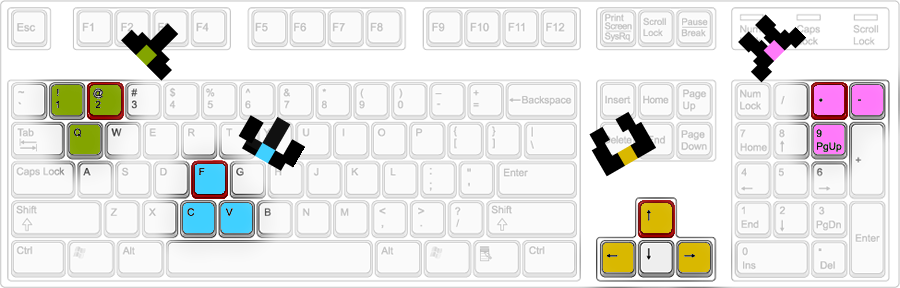 Esc F1 F2 F3 F4 F5 F6 F7 F8 F9 F10 F11 F12 Print Scroll Pause
Screen Lock Break
SysRq
Num Caps Scroll
Lock Lock
~ ! @ # $ % ^ & * ( ) – + ←Backspace
1 2 3 4 5 6 7 8 9 0 - =
Insert Home Page
Up
Num / * -
Lock
Tab Q W E R T U I O P { } |
[ ] \
Delete End Page
Down
7 8 9 +
Home ↑ PgUp
Caps Lock A S D F G H J K L : " Enter
; ,
4 5 6
← →
Shift Z X C V B N M < > ? Shift
, . /
↑
1 2 3
End ↓ PgDn
Enter
Ctrl Alt Alt Ctrl
← ↓ →
0 •
Ins Del